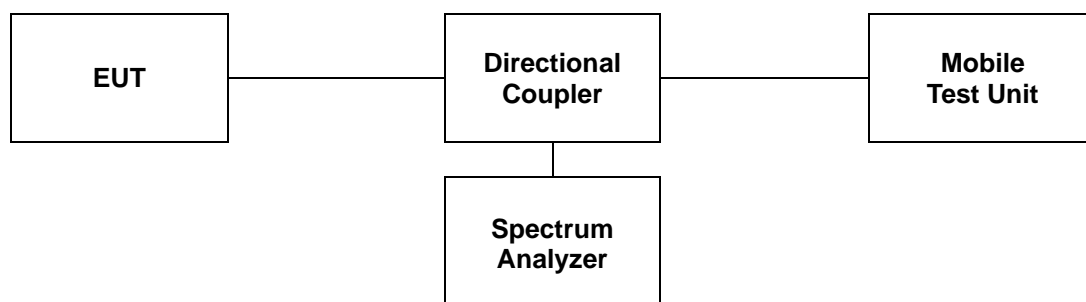 EUT
Directional
Coupler
Mobile
Test Unit
Spectrum
Analyzer